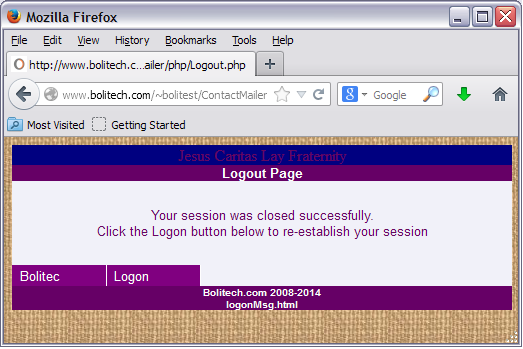 Mozilla Firefox
File Edit View History Bookmarks Tools Help
http://www.bolitech.c...ailer/php/Logout.php
www.bolitech.com/~bolitest/ContactMailer
Google
Most Visited Getting Started
Jesus Caritas Lay Fraternity
Logout Page
Your session was closed successfully.
Click the Logon button below to re-establish your session
Bolitec Logon
Bolitech.com 2008-2014
logonMsg.html